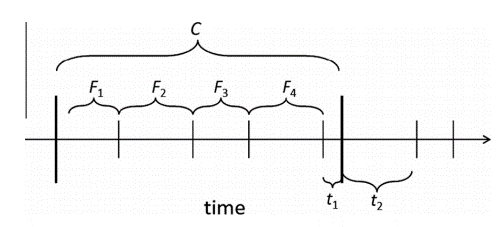 C
F₁ F₂ F₃ F₄
t₁ t₂
time